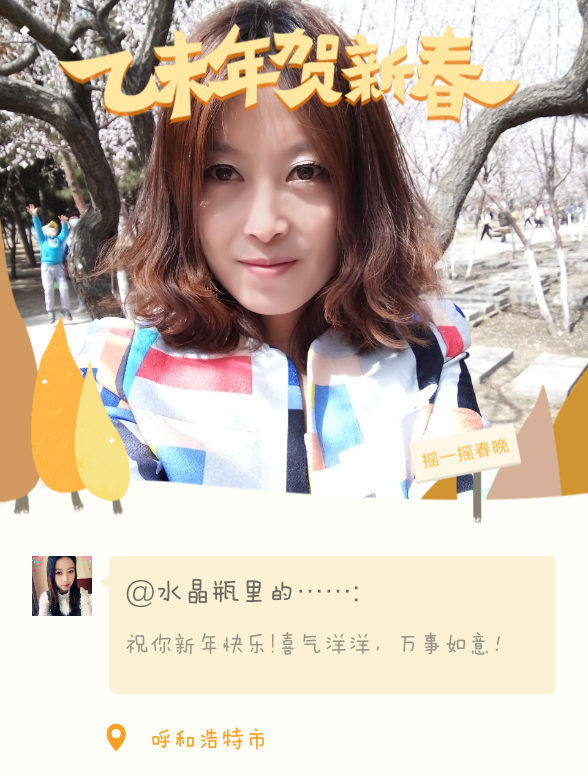 乙未年贺新春
摇一摇春晚
@水晶瓶里的……:
祝你新年快乐!喜气洋洋，万事如意!
呼和浩特市